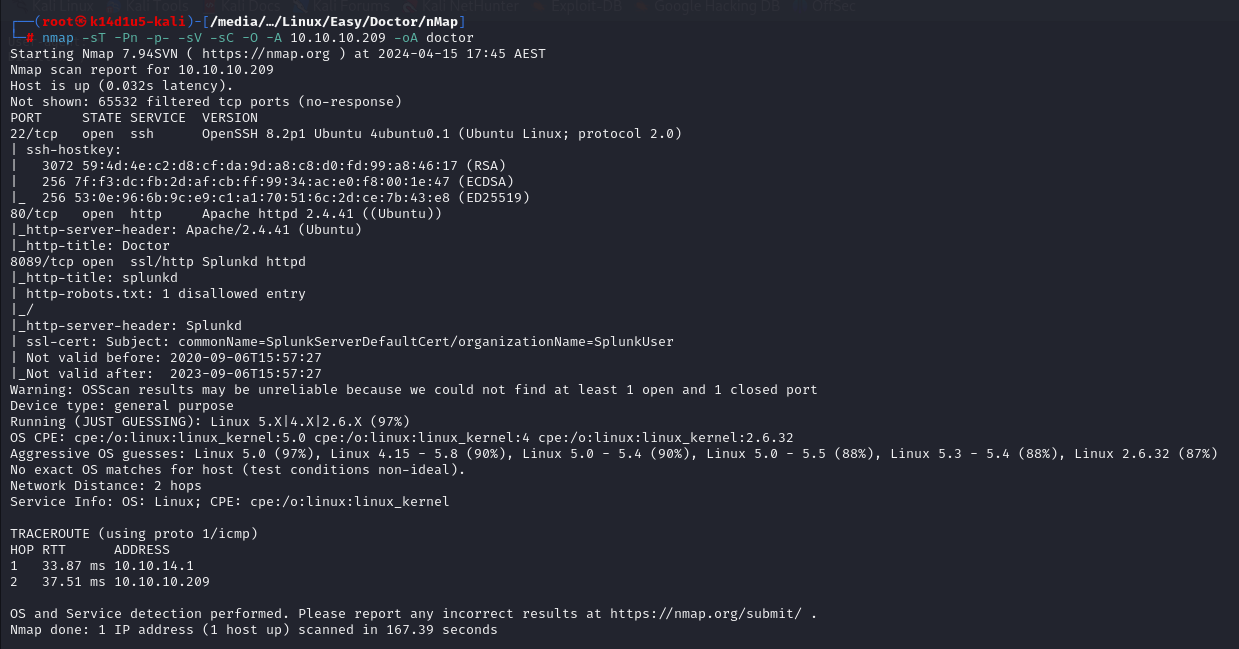 Kali Linux Kali Tools Kali Docs Kali Forums Kali NetHunter Exploit-DB Google Hacking DB OffSec
┌──(root㉿k14d1u5-kali)-[/media/…/Linux/Easy/Doctor/nMap]
└─# nmap -sT -Pn -p- -sV -sC -O -A 10.10.10.209 -oA doctor
Starting Nmap 7.94SVN ( https://nmap.org ) at 2024-04-15 17:45 AEST
Nmap scan report for 10.10.10.209
Host is up (0.032s latency).
Not shown: 65532 filtered tcp ports (no-response)
PORT     STATE SERVICE  VERSION
22/tcp   open  ssh      OpenSSH 8.2p1 Ubuntu 4ubuntu0.1 (Ubuntu Linux; protocol 2.0)
| ssh-hostkey:
|   3072 59:4d:4e:c2:d8:cf:da:9d:a8:c8:d0:fd:99:a8:46:17 (RSA)
|   256 7f:f3:dc:fb:2d:af:cb:ff:99:34:ac:e0:f8:00:1e:47 (ECDSA)
|_  256 53:0e:96:6b:9c:e9:c1:a1:70:51:6c:2d:ce:7b:43:e8 (ED25519)
80/tcp   open  http     Apache httpd 2.4.41 ((Ubuntu))
|_http-server-header: Apache/2.4.41 (Ubuntu)
|_http-title: Doctor
8089/tcp open  ssl/http Splunkd httpd
|_http-title: splunkd
| http-robots.txt: 1 disallowed entry
|_/
|_http-server-header: Splunkd
| ssl-cert: Subject: commonName=SplunkServerDefaultCert/organizationName=SplunkUser
| Not valid before: 2020-09-06T15:57:27
|_Not valid after:  2023-09-06T15:57:27
Warning: OSScan results may be unreliable because we could not find at least 1 open and 1 closed port
Device type: general purpose
Running (JUST GUESSING): Linux 5.X|4.X|2.6.X (97%)
OS CPE: cpe:/o:linux:linux_kernel:5.0 cpe:/o:linux:linux_kernel:4 cpe:/o:linux:linux_kernel:2.6.32
Aggressive OS guesses: Linux 5.0 (97%), Linux 4.15 - 5.8 (90%), Linux 5.0 - 5.4 (90%), Linux 5.0 - 5.5 (88%), Linux 5.3 - 5.4 (88%), Linux 2.6.32 (87%)
No exact OS matches for host (test conditions non-ideal).
Network Distance: 2 hops
Service Info: OS: Linux; CPE: cpe:/o:linux:linux_kernel

TRACEROUTE (using proto 1/icmp)
HOP RTT      ADDRESS
1   33.87 ms 10.10.14.1
2   37.51 ms 10.10.10.209

OS and Service detection performed. Please report any incorrect results at https://nmap.org/submit/ .
Nmap done: 1 IP address (1 host up) scanned in 167.39 seconds